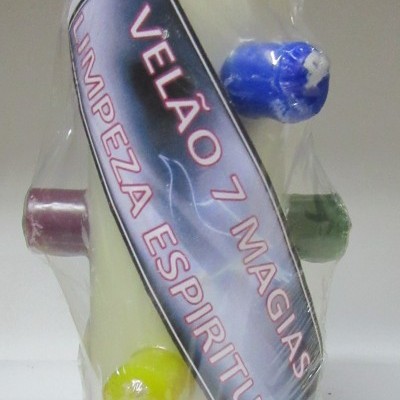 VELÃO 7 MAGIAS
LIMPEZA ESPIRITU